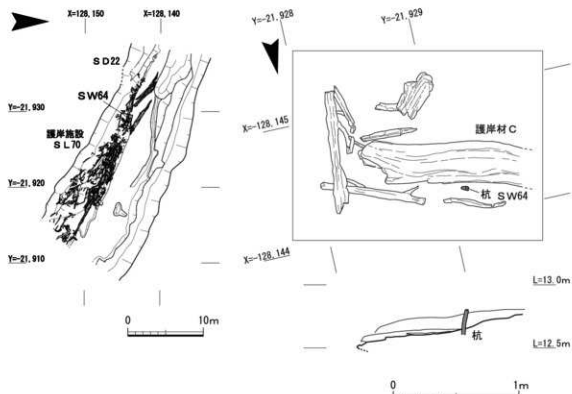 X=128,150
X=128,140
SD22
SW64
Y=-21,930
護岸施設
SL70
Y=-21,920
Y=-21,910
0
10m
Y=-21,928
Y=-21,929
X=-128,145
護岸材C
杭
SW64
X=-128,144
L=13.0m
杭
L=12.5m
0
1m